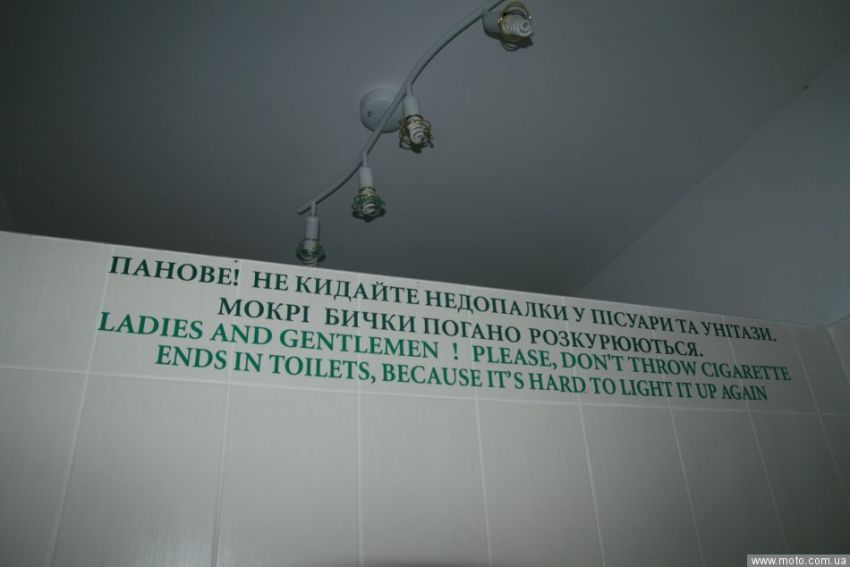 ПАНОВЕ! НЕ КИДАЙТЕ НЕДОПАЛКИ У ПІСУАРИ ТА УНІТАЗИ.
МОКРІ БИЧКИ ПОГАНО РОЗКУРЮЮТЬСЯ.
LADIES AND GENTLEMEN ! PLEASE, DON'T THROW CIGARETTE
ENDS IN TOILETS, BECAUSE IT'S HARD TO LIGHT IT UP AGAIN
www.moto.com.ua